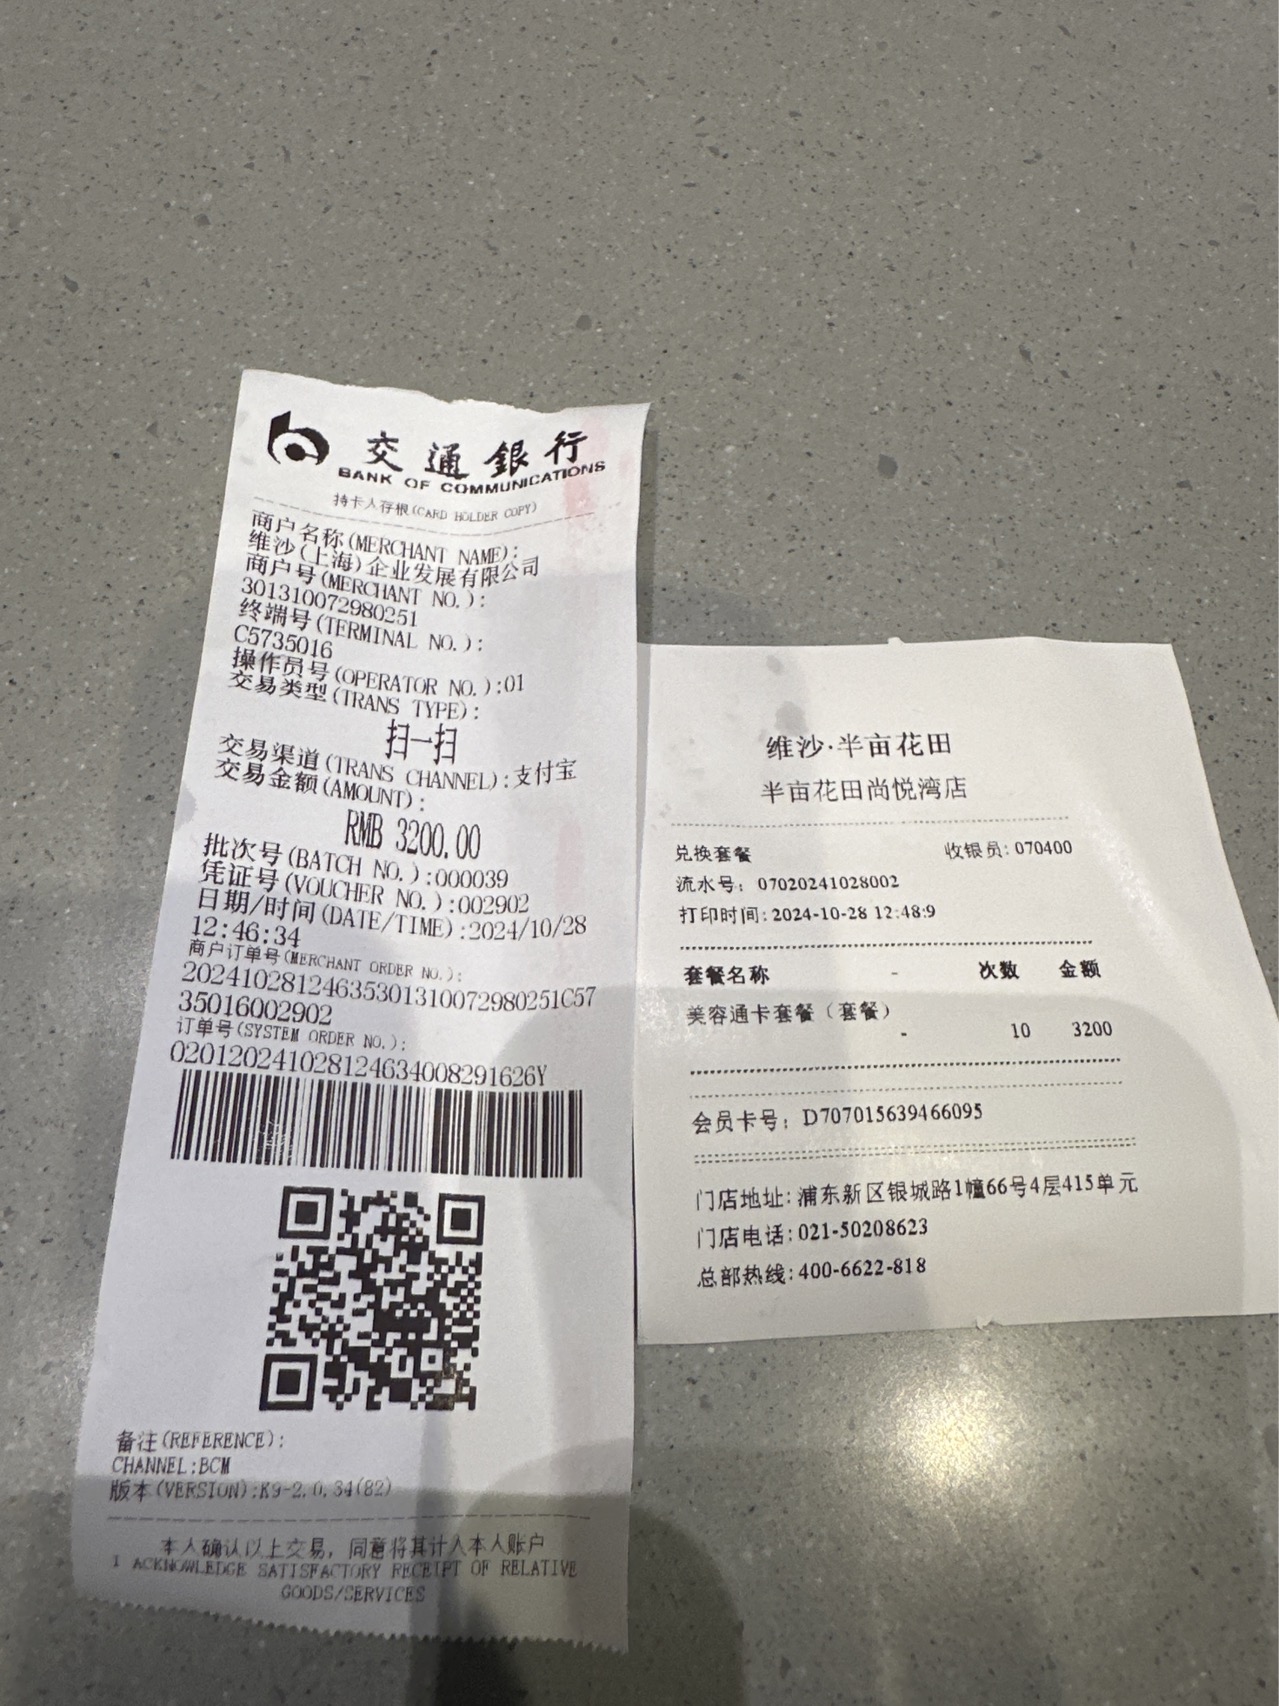 交通銀行
BANK OF COMMUNICATIONS
持卡人存根(CARD HOLDER COPY)
商户名称(MERCHANT NAME):
维沙(上海)企业发展有限公司
商户号(MERCHANT NO.):
301310072980251
终端号(TERMINAL NO.):
C5735016
操作员号(OPERATOR NO.):01
交易类型(TRANS TYPE):
扫一扫
交易渠道(TRANS CHANNEL):支付宝
交易金额(AMOUNT):
RMB 3200.00
批次号(BATCH NO.):000039
凭证号(VOUCHER NO.):002902
日期/时间(DATE/TIME):2024/10/28
12:46:34
商户订单号(MERCHANT ORDER NO.):
20241028124635301310072980251C57
35016002902
订单号(SYSTEM ORDER NO.):
020120241028124634008291626Y
备注(REFERENCE):
CHANNEL:BCM
版本(VERSION):K9-2.0.34(82)
本人确认以上交易，同意将其计入本人账户
I ACKNOWLEDGE SATISFACTORY RECEIPT OF RELATIVE
GOODS/SERVICES
维沙·半亩花田
半亩花田尚悦湾店
兑换套餐 收银员:070400
流水号: 07020241028002
打印时间:2024-10-28 12:48:9
套餐名称 - 次数 金额
美容通卡套餐（套餐）
- 10 3200
会员卡号: D707015639466095
门店地址:浦东新区银城路1幢66号4层415单元
门店电话:021-50208623
总部热线:400-6622-818